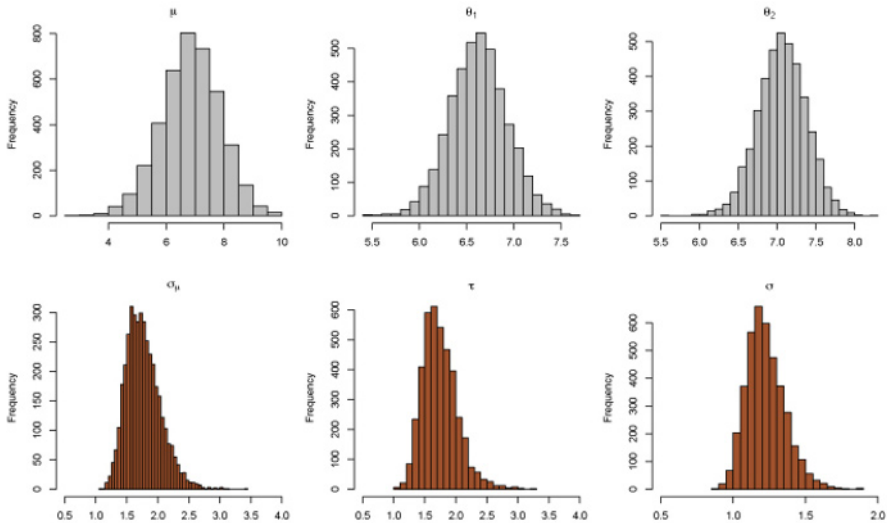 μ
θ1
θ2
Frequency
0 200 400 600 800
4 6 8 10
Frequency
0 100 200 300 400 500
5.5 6.0 6.5 7.0 7.5
Frequency
0 100 200 300 400 500
5.5 6.0 6.5 7.0 7.5 8.0
σμ
τ
σ
Frequency
0 50 100 150 200 250 300
0.5 1.0 1.5 2.0 2.5 3.0 3.5 4.0
Frequency
0 100 200 300 400 500 600
0.5 1.0 1.5 2.0 2.5 3.0 3.5 4.0
Frequency
0 100 200 300 400 500 600
0.5 1.0 1.5 2.0